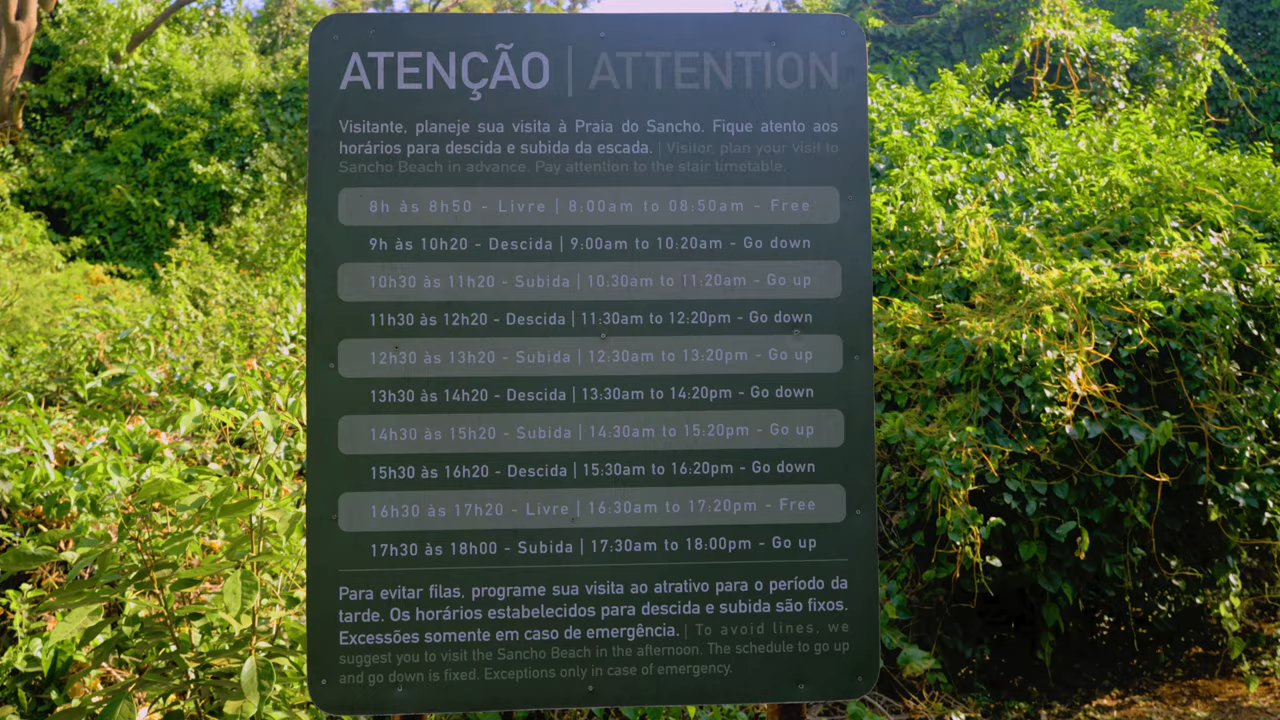 ATENÇÃO | ATTENTION
Visitante, planeje sua visita à Praia do Sancho. Fique atento aos
horários para descida e subida da escada. | Visitor, plan your visit to
Sancho Beach in advance. Pay attention to the stair timetable.
8h às 8h50 - Livre | 8:00am to 08:50am - Free
9h às 10h20 - Descida | 9:00am to 10:20am - Go down
10h30 às 11h20 - Subida | 10:30am to 11:20am - Go up
11h30 às 12h20 - Descida | 11:30am to 12:20pm - Go down
12h30 às 13h20 - Subida | 12:30am to 13:20pm - Go up
13h30 às 14h20 - Descida | 13:30am to 14:20pm - Go down
14h30 às 15h20 - Subida | 14:30am to 15:20pm - Go up
15h30 às 16h20 - Descida | 15:30am to 16:20pm - Go down
16h30 às 17h20 - Livre | 16:30am to 17:20pm - Free
17h30 às 18h00 - Subida | 17:30am to 18:00pm - Go up
Para evitar filas, programe sua visita ao atrativo para o período da
tarde. Os horários estabelecidos para descida e subida são fixos.
Excessões somente em caso de emergência. | To avoid lines, we
suggest you to visit the Sancho Beach in the afternoon. The schedule to go up
and go down is fixed. Exceptions only in case of emergency.